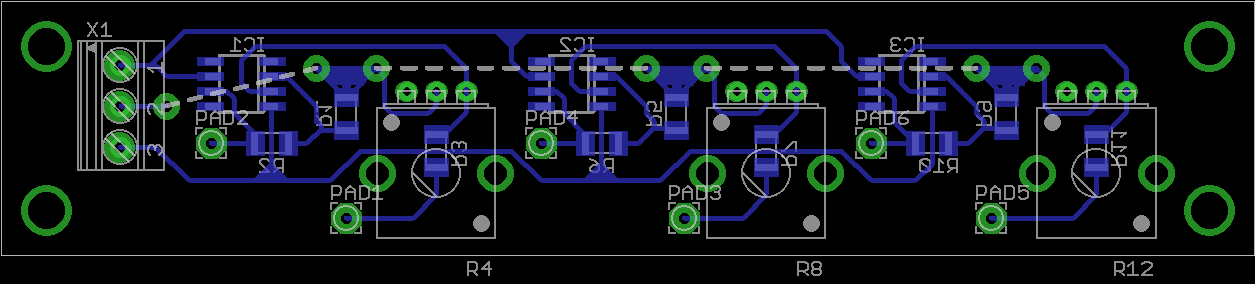 X1
IC1
IC2
IC3
1
2
3
PAD2
R1
R2
R3
PAD4
R5
R6
R7
PAD6
R9
R10
R11
PAD1
PAD3
PAD5
R4
R8
R12